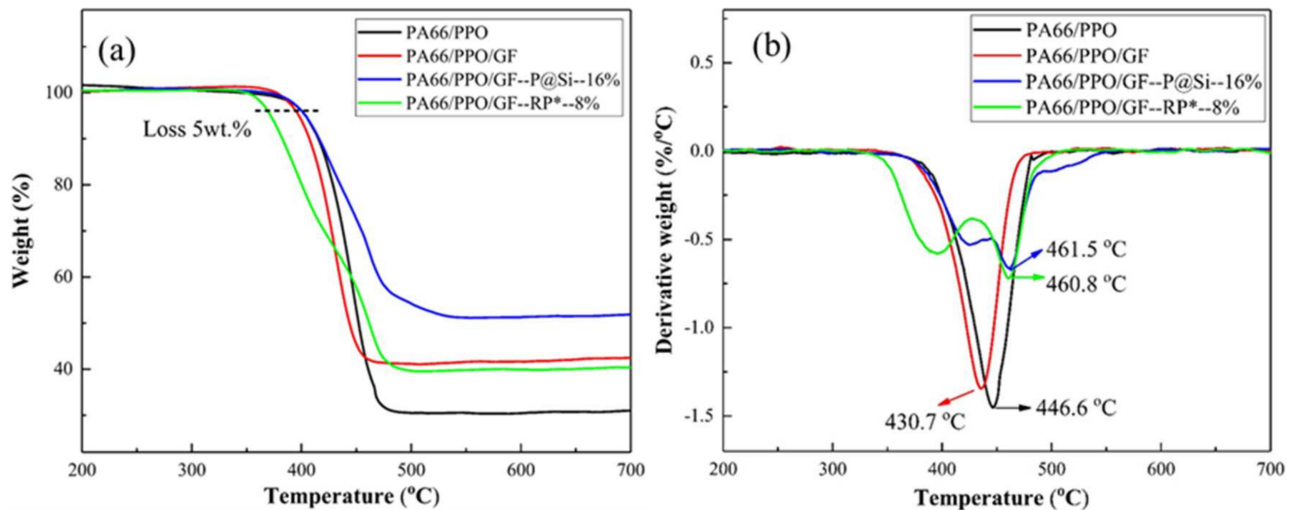 (a)
PA66/PPO
PA66/PPO/GF
PA66/PPO/GF--P@Si--16%
PA66/PPO/GF--RP*--8%
Loss 5wt.%
Weight (%)
100
80
60
40
200
300
400
500
600
700
Temperature (°C)
(b)
PA66/PPO
PA66/PPO/GF
PA66/PPO/GF--P@Si--16%
PA66/PPO/GF--RP*--8%
Derivative weight (%/°C)
0.5
0.0
-0.5
-1.0
-1.5
461.5 °C
460.8 °C
430.7 °C
446.6 °C
200
300
400
500
600
700
Temperature (°C)